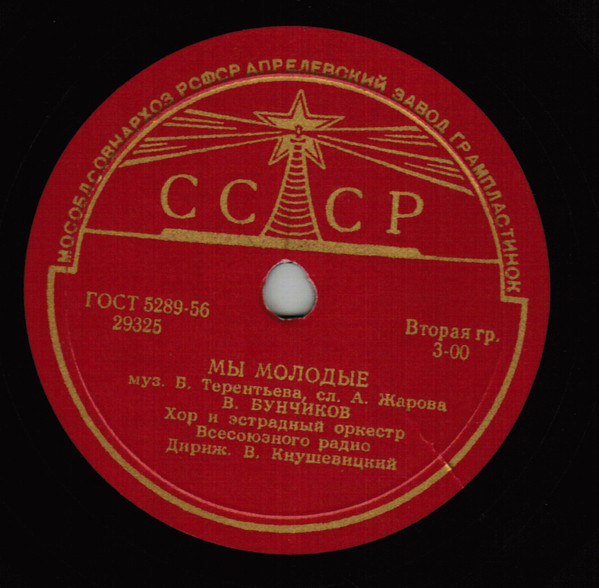 МОСОБЛСОВНАРХОЗ РСФСР АПРЕЛЕВСКИЙ ЗАВОД ГРАМПЛАСТИНОК
СССР
ГОСТ 5289-56
29325
Вторая гр.
3-00
МЫ МОЛОДЫЕ
муз. Б. Терентьева, сл. А. Жарова
В. БУНЧИКОВ
Хор и эстрадный оркестр
Всесоюзного радио
Дириж. В. Кнушевицкий